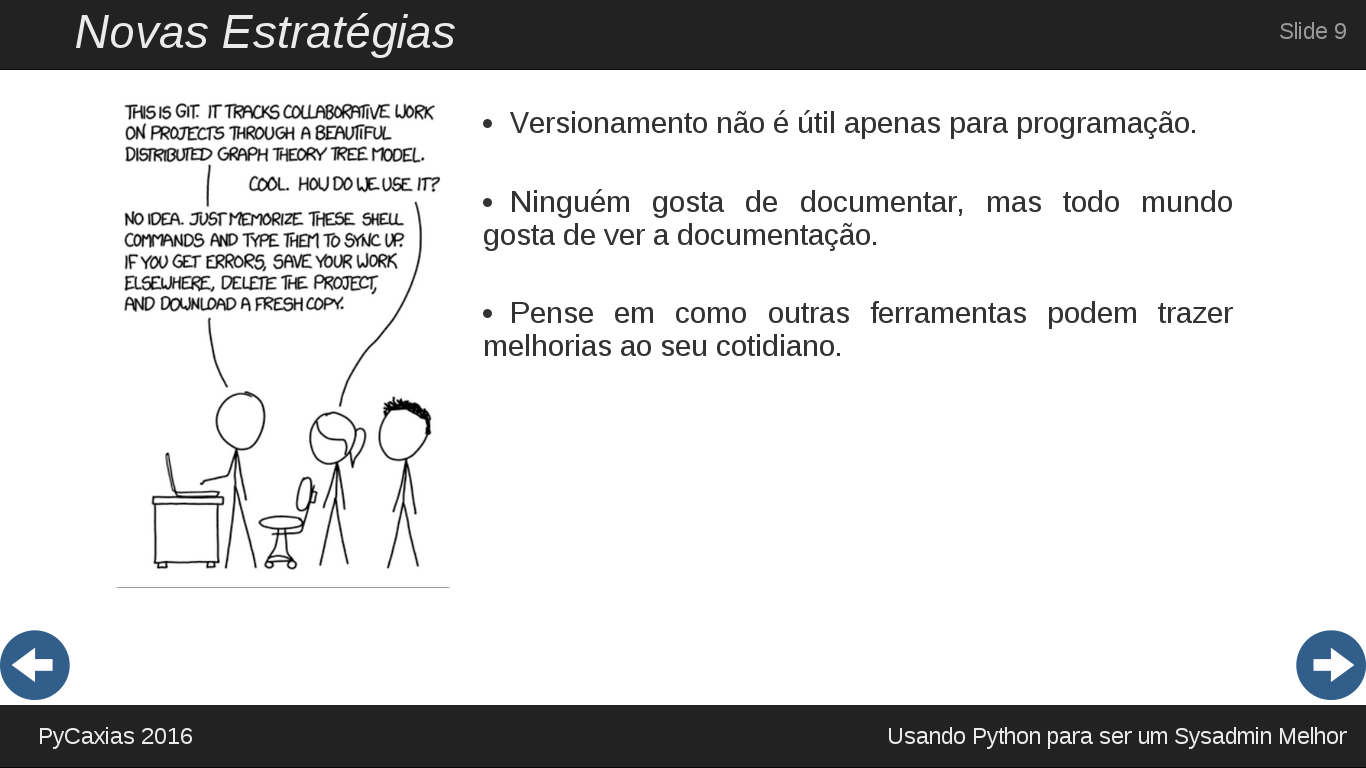 Novas Estratégias
Slide 9
THIS IS GIT. IT TRACKS COLLABORATIVE WORK
ON PROJECTS THROUGH A BEAUTIFUL
DISTRIBUTED GRAPH THEORY TREE MODEL.
COOL. HOW DO WE USE IT?
NO IDEA. JUST MEMORIZE THESE SHELL
COMMANDS AND TYPE THEM TO SYNC UP.
IF YOU GET ERRORS, SAVE YOUR WORK
ELSEWHERE, DELETE THE PROJECT,
AND DOWNLOAD A FRESH COPY.
• Versionamento não é útil apenas para programação.
• Ninguém gosta de documentar, mas todo mundo
gosta de ver a documentação.
• Pense em como outras ferramentas podem trazer
melhorias ao seu cotidiano.
PyCaxias 2016
Usando Python para ser um Sysadmin Melhor